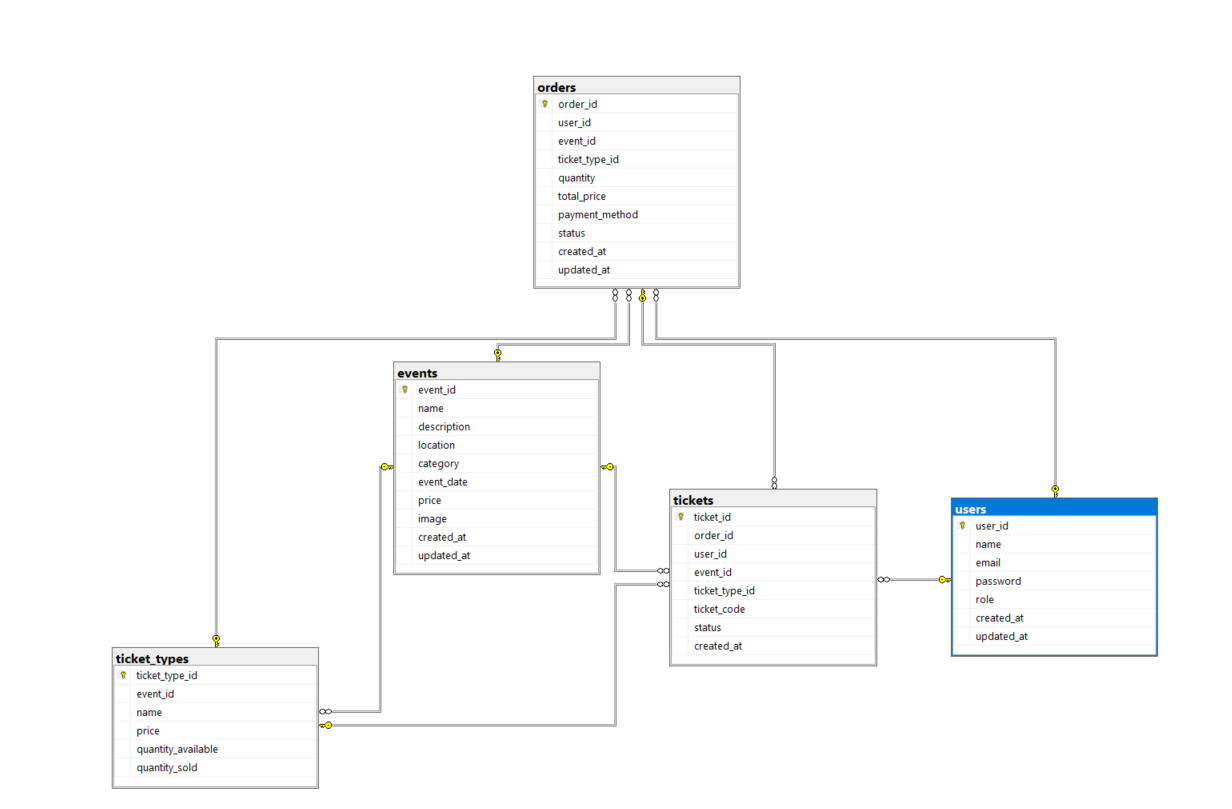 orders
order_id
user_id
event_id
ticket_type_id
quantity
total_price
payment_method
status
created_at
updated_at
events
event_id
name
description
location
category
event_date
price
image
created_at
updated_at
tickets
ticket_id
order_id
user_id
event_id
ticket_type_id
ticket_code
status
created_at
users
user_id
name
email
password
role
created_at
updated_at
ticket_types
ticket_type_id
event_id
name
price
quantity_available
quantity_sold